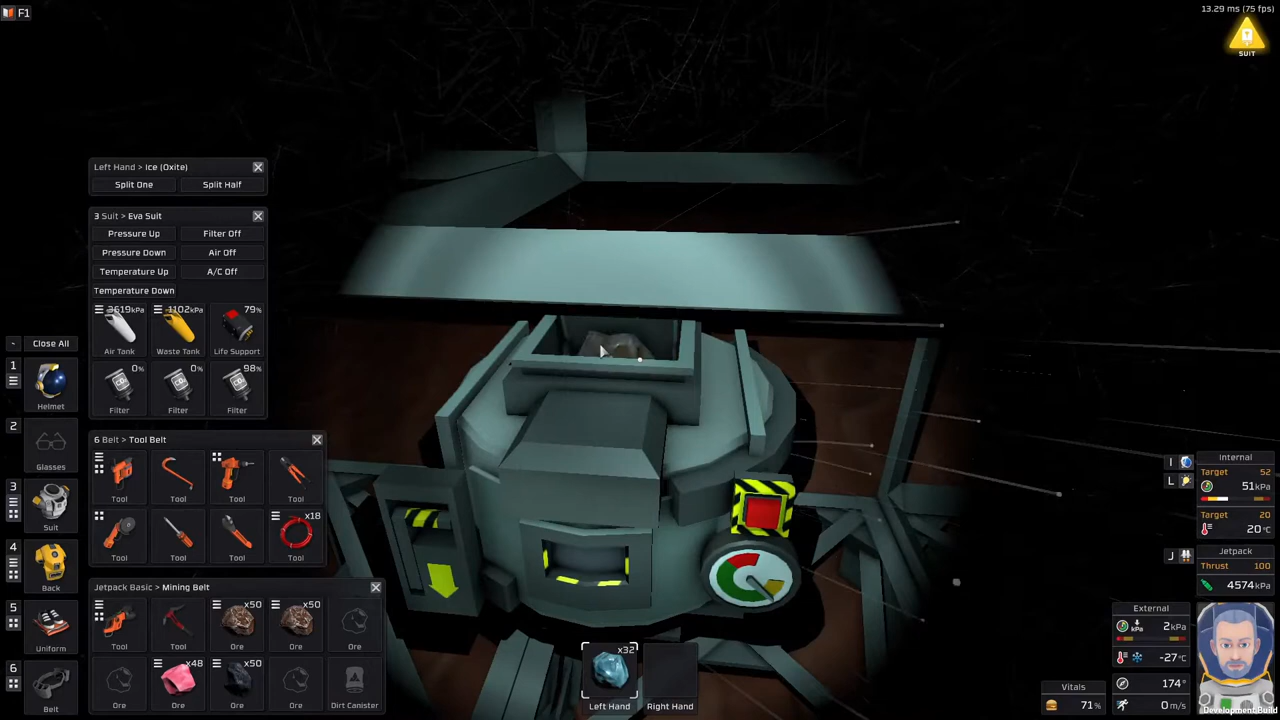 F1
13.29 ms (75 fps)
SUIT
Left Hand > Ice (Oxite)
Split One Split Half
3 Suit > Eva Suit
Pressure Up Filter Off
Pressure Down Air Off
Temperature Up A/C Off
Temperature Down
3619kPa 1102kPa 79%
Air Tank Waste Tank Life Support
0% 0% 98%
Filter Filter Filter
Close All
1
Helmet
2
Glasses
3
Suit
4
Back
5
Uniform
6
Belt
6 Belt > Tool Belt
Tool Tool Tool Tool
x18
Tool Tool Tool Tool
Jetpack Basic > Mining Belt
x50 x50
Tool Tool Ore Ore Ore
x48 x50
Ore Ore Ore Ore Dirt Canister
x32
Left Hand Right Hand
Internal
I
Target 52
L
51kPa
Target 20
20°C
Jetpack
J
Thrust 100
4574kPa
External
kPa 2kPa
-27°C
174°
0m/s
Vitals
71%
Development Build